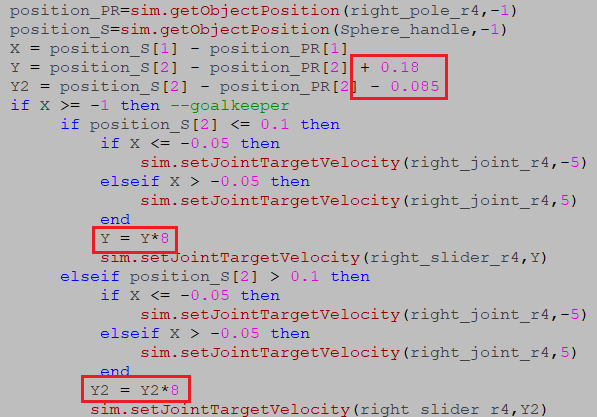 position_PR=sim.getObjectPosition(right_pole_r4,-1)
position_S=sim.getObjectPosition(Sphere_handle,-1)
X = position_S[1] - position_PR[1]
Y = position_S[2] - position_PR[2] + 0.18
Y2 = position_S[2] - position_PR[2] - 0.085
if X >= -1 then --goalkeeper
if position_S[2] <= 0.1 then
if X <= -0.05 then
sim.setJointTargetVelocity(right_joint_r4,-5)
elseif X > -0.05 then
sim.setJointTargetVelocity(right_joint_r4,5)
end
Y = Y*8
sim.setJointTargetVelocity(right_slider_r4,Y)
elseif position_S[2] > 0.1 then
if X <= -0.05 then
sim.setJointTargetVelocity(right_joint_r4,-5)
elseif X > -0.05 then
sim.setJointTargetVelocity(right_joint_r4,5)
end
Y2 = Y2*8
sim.setJointTargetVelocity(right_slider_r4,Y2)